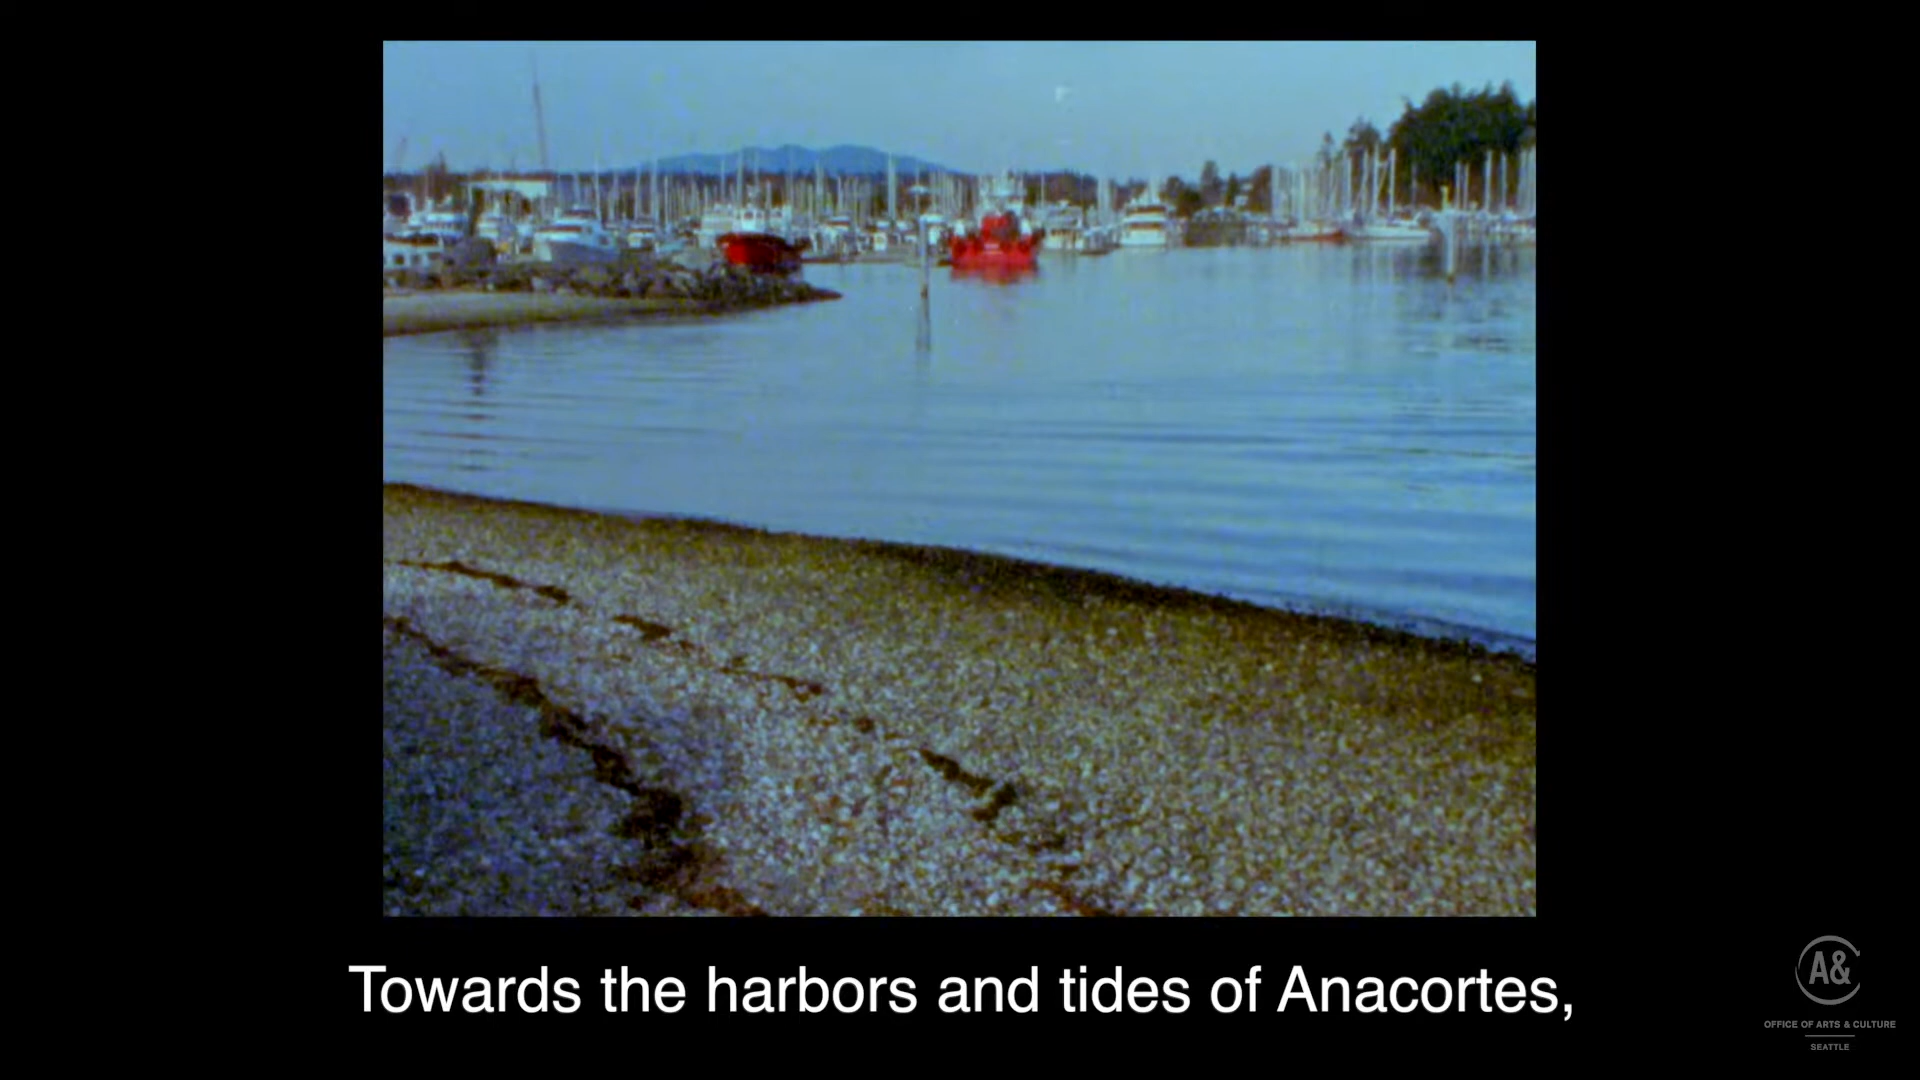 Towards the harbors and tides of Anacortes,
A&
OFFICE OF ARTS & CULTURE
SEATTLE